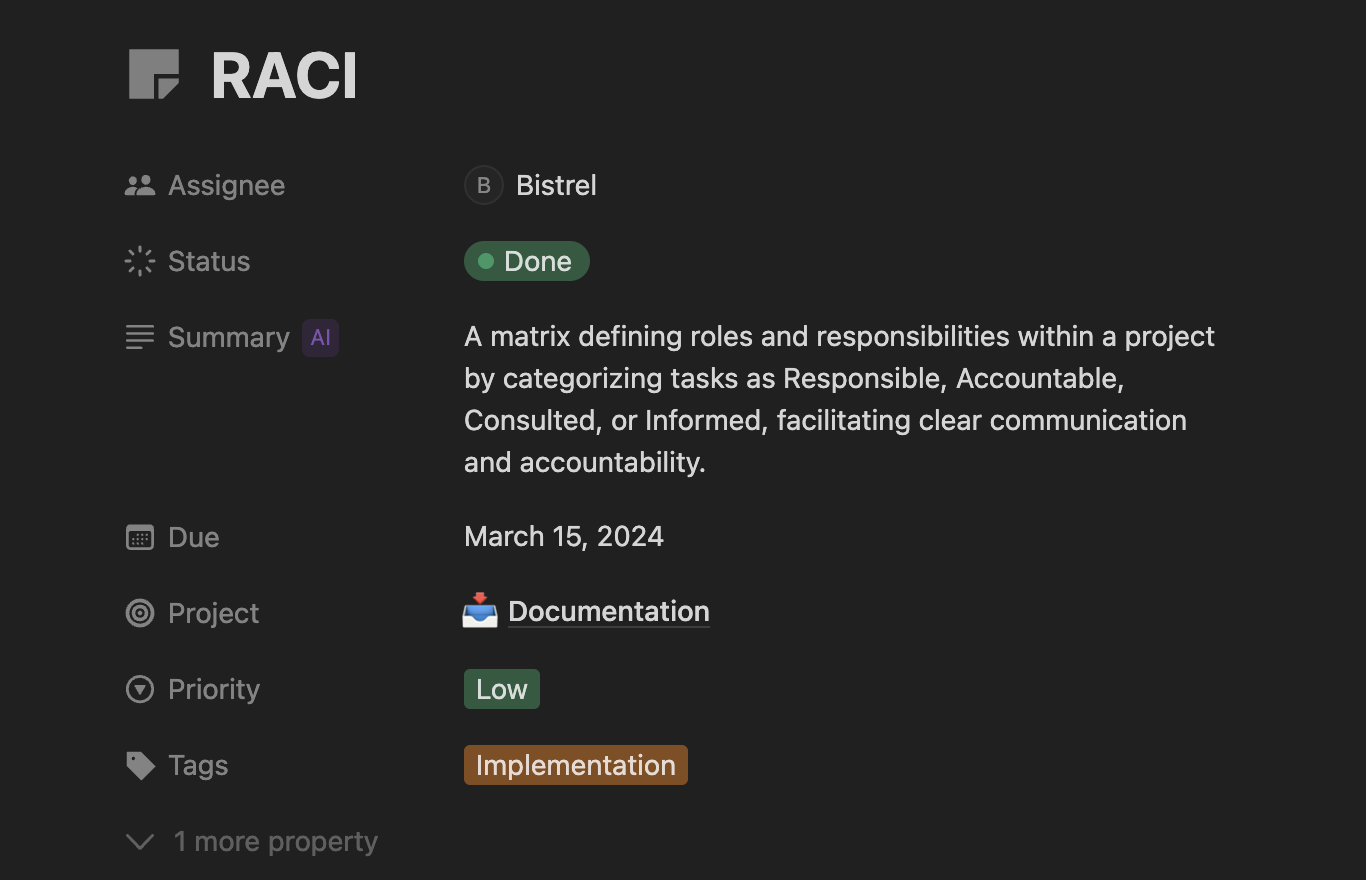 RACI
Assignee
B Bistrel
Status
Done
Summary AI
A matrix defining roles and responsibilities within a project
by categorizing tasks as Responsible, Accountable,
Consulted, or Informed, facilitating clear communication
and accountability.
Due
March 15, 2024
Project
Documentation
Priority
Low
Tags
Implementation
1 more property